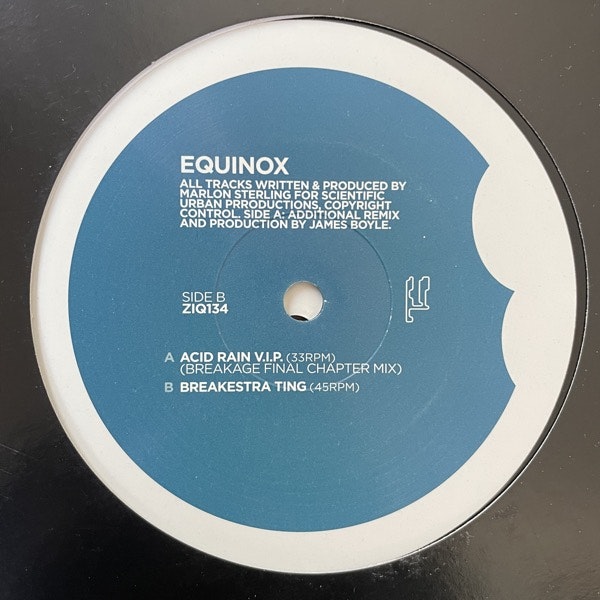 EQUINOX
ALL TRACKS WRITTEN & PRODUCED BY
MARLON STERLING FOR SCIENTIFIC
URBAN PRRODUCTIONS, COPYRIGHT
CONTROL. SIDE A: ADDITIONAL REMIX
AND PRODUCTION BY JAMES BOYLE.
SIDE B
ZIQ134
A ACID RAIN V.I.P. (33RPM)
(BREAKAGE FINAL CHAPTER MIX)
B BREAKESTRA TING (45RPM)